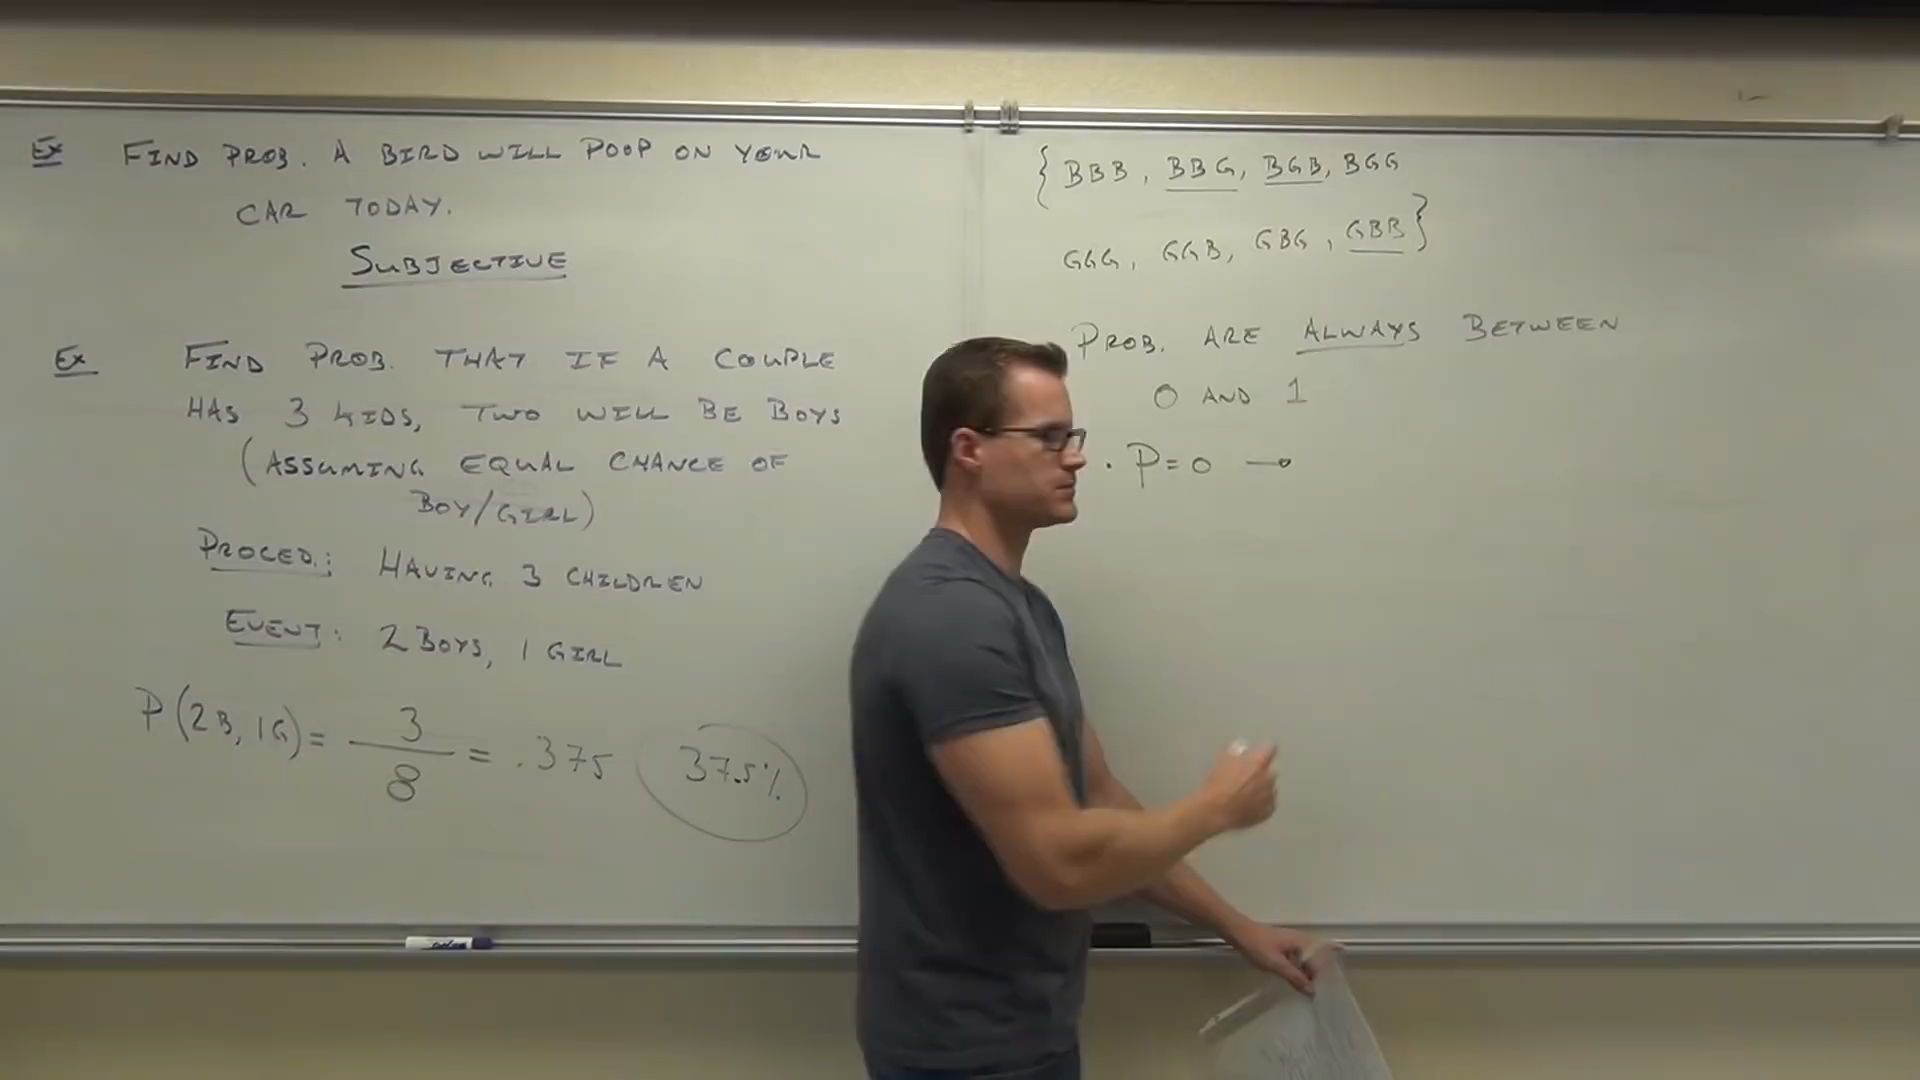 Ex FIND PROB. A BIRD WILL POOP ON YOUR
CAR TODAY.
SUBJECTIVE
Ex FIND PROB. THAT IF A COUPLE
HAS 3 KIDS, TWO WILL BE BOYS
(ASSUMING EQUAL CHANCE OF
BOY/GIRL)
PROCED.: HAVING 3 CHILDREN
EVENT: 2 BOYS, 1 GIRL
P(2B, 1G) = 3/8 = .375 37.5%
{BBB, BBG, BGB, BGG
GGG, GGB, GBG, GBB}
PROB. ARE ALWAYS BETWEEN
0 AND 1
· P=0 →